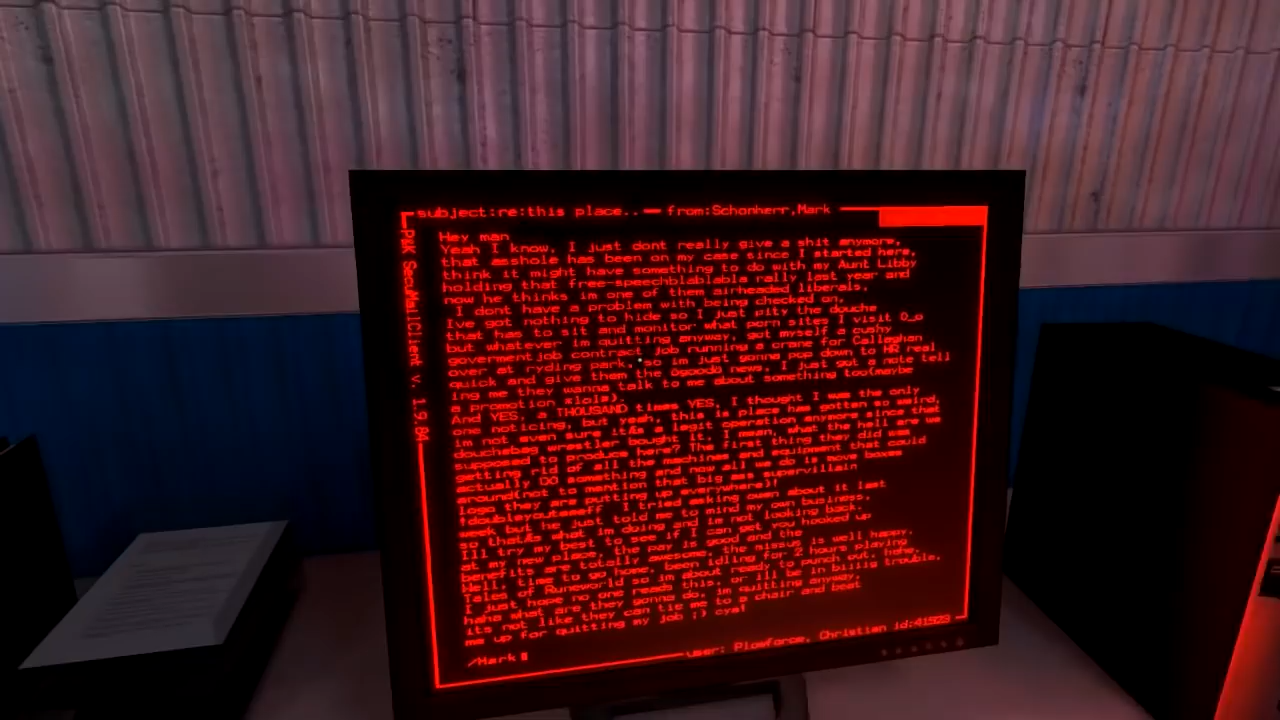 subject:re:this place..
from:Schonherr,Mark
P&K SecuMailClient v. 1.9.84
Hey man
Yeah I know, I just dont really give a shit anymore,
that asshole has been on my case since I started here,
think it might have something to do with my Aunt Libby
holding that free-speechblablabla rally last year and
now he thinks im one of them airheaded liberals.
I dont have a problem with being checked on,
Ive got nothing to hide so I just pity the douche
that has to sit and monitor what porn sites I visit O_o
but whatever im quitting anyway, got myself a cushy
goverment job contract, job running a crane for Callaghan
over at ryding park, so im just gonna pop down to HR real
quick and give them the ögoodö news, I just got a note tell
ing me they wanna talk to me about something too(maybe
a promotion xlolx).
And YES, a THOUSAND times YES, I thought I was the only
one noticing, but yeah, this place has gotten so weird,
im not even sure its a legit operation anymore since that
douchebag wrestler bought it. I mean, what the hell are we
supposed to produce here? The first thing they did was
getting rid of all the machines and equipment that could
actually DO something and now all we do is move boxes
around(not to mention that big ass supervillain
logo they are putting up everywhere)!
I tried asking owen about it last
week but he just told me to mind my own business.
so thats what im doing and im not looking back.
Ill try my best to see if I can get you hooked up
at my new place, the pay is good and the
benefits are totally awesome, the missus is well happy.
Well, time to go home, been idling for 2 hours playing
Tales of Runeworld so im about ready to punch out, hehe.
I just hope no one reads this, or ill be in biiiig trouble,
haha what are they gonna do, im quitting anyway,
its not like they can tie me to a chair and beat
me up for quitting my job ;) cya!
/Mark
user: Plowforge, Christian id:41923